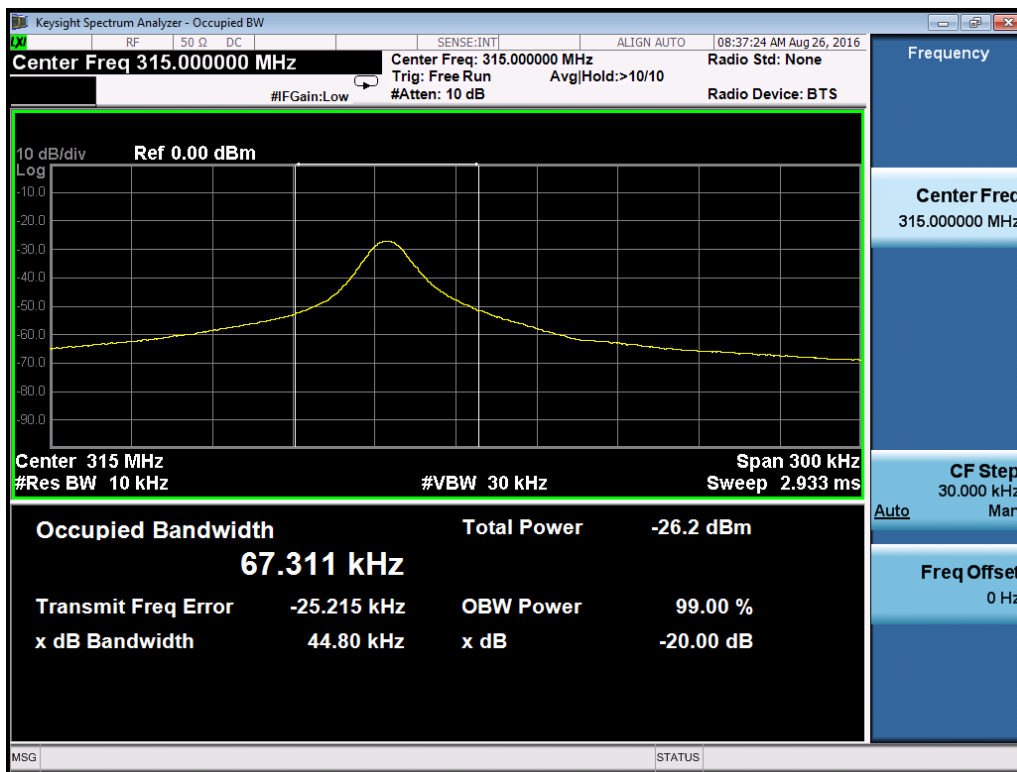 Keysight Spectrum Analyzer - Occupied BW
LXI RF 50 Ω DC SENSE:INT ALIGN AUTO 08:37:24 AM Aug 26, 2016
Center Freq 315.000000 MHz
Center Freq: 315.000000 MHz
Radio Std: None
Trig: Free Run Avg|Hold:>10/10
#IFGain:Low
#Atten: 10 dB
Radio Device: BTS
10 dB/div Ref 0.00 dBm
Log
-10.0
-20.0
-30.0
-40.0
-50.0
-60.0
-70.0
-80.0
-90.0
Center 315 MHz Span 300 kHz
#Res BW 10 kHz #VBW 30 kHz Sweep 2.933 ms
Occupied Bandwidth Total Power -26.2 dBm
67.311 kHz
Transmit Freq Error -25.215 kHz OBW Power 99.00 %
x dB Bandwidth 44.80 kHz x dB -20.00 dB
MSG STATUS
Frequency
Center Freq
315.000000 MHz
CF Step
30.000 kHz
Auto Man
Freq Offset
0 Hz